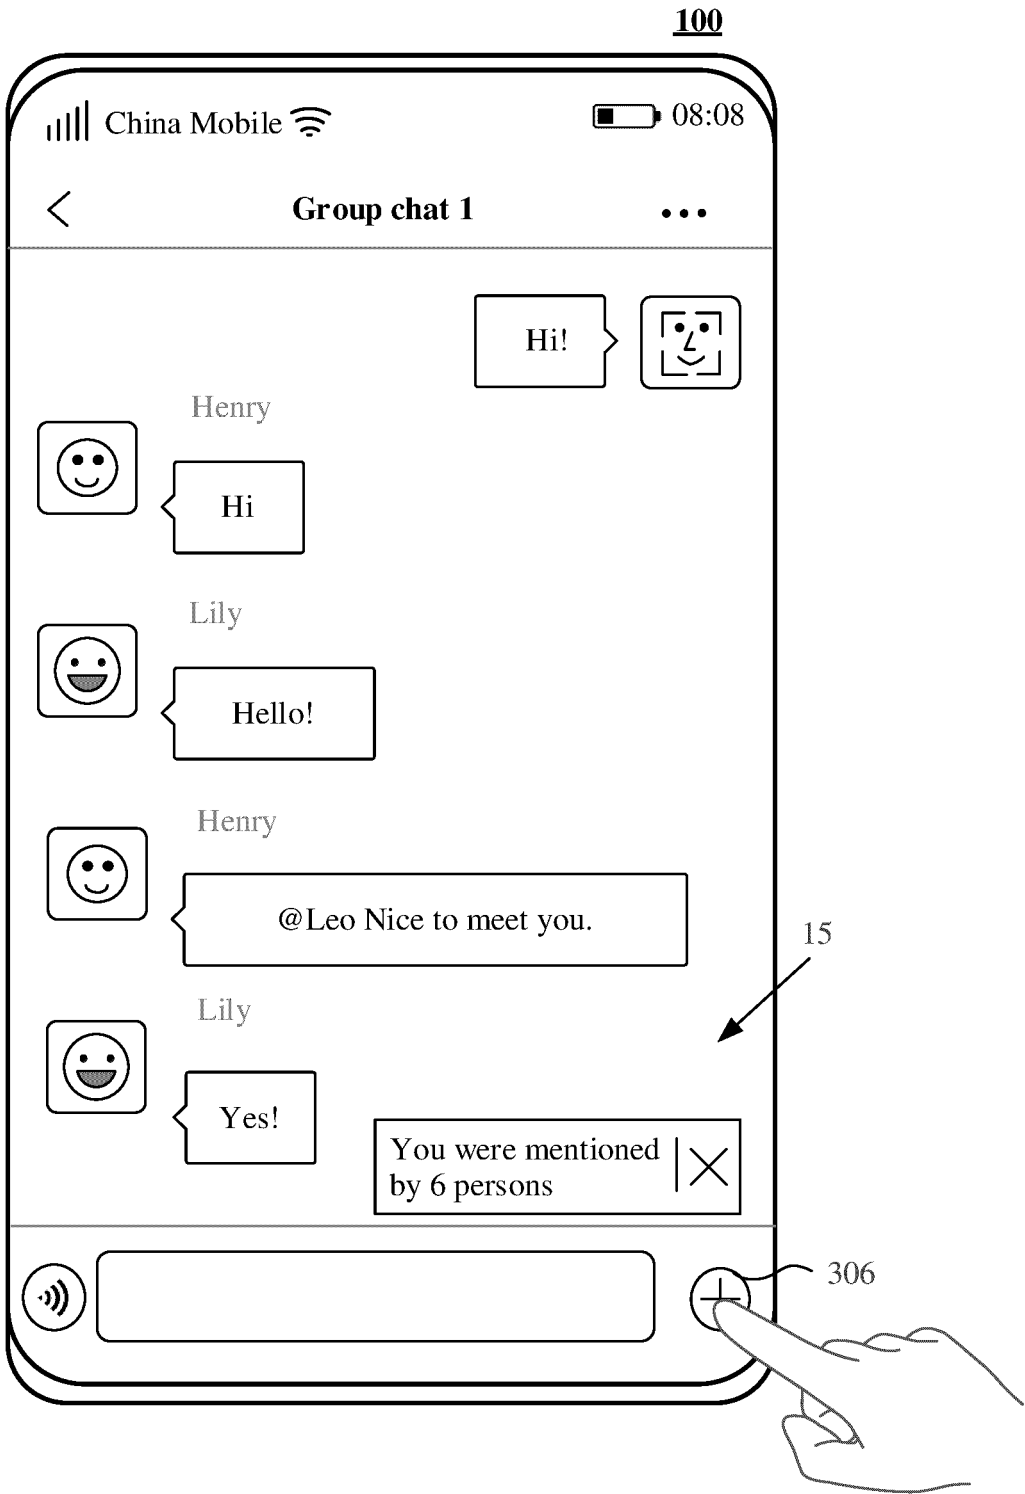 100
China Mobile 08:08
Group chat 1
Hi!
Henry
Hi
Lily
Hello!
Henry
@Leo Nice to meet you.
15
Lily
Yes!
You were mentioned
by 6 persons
306